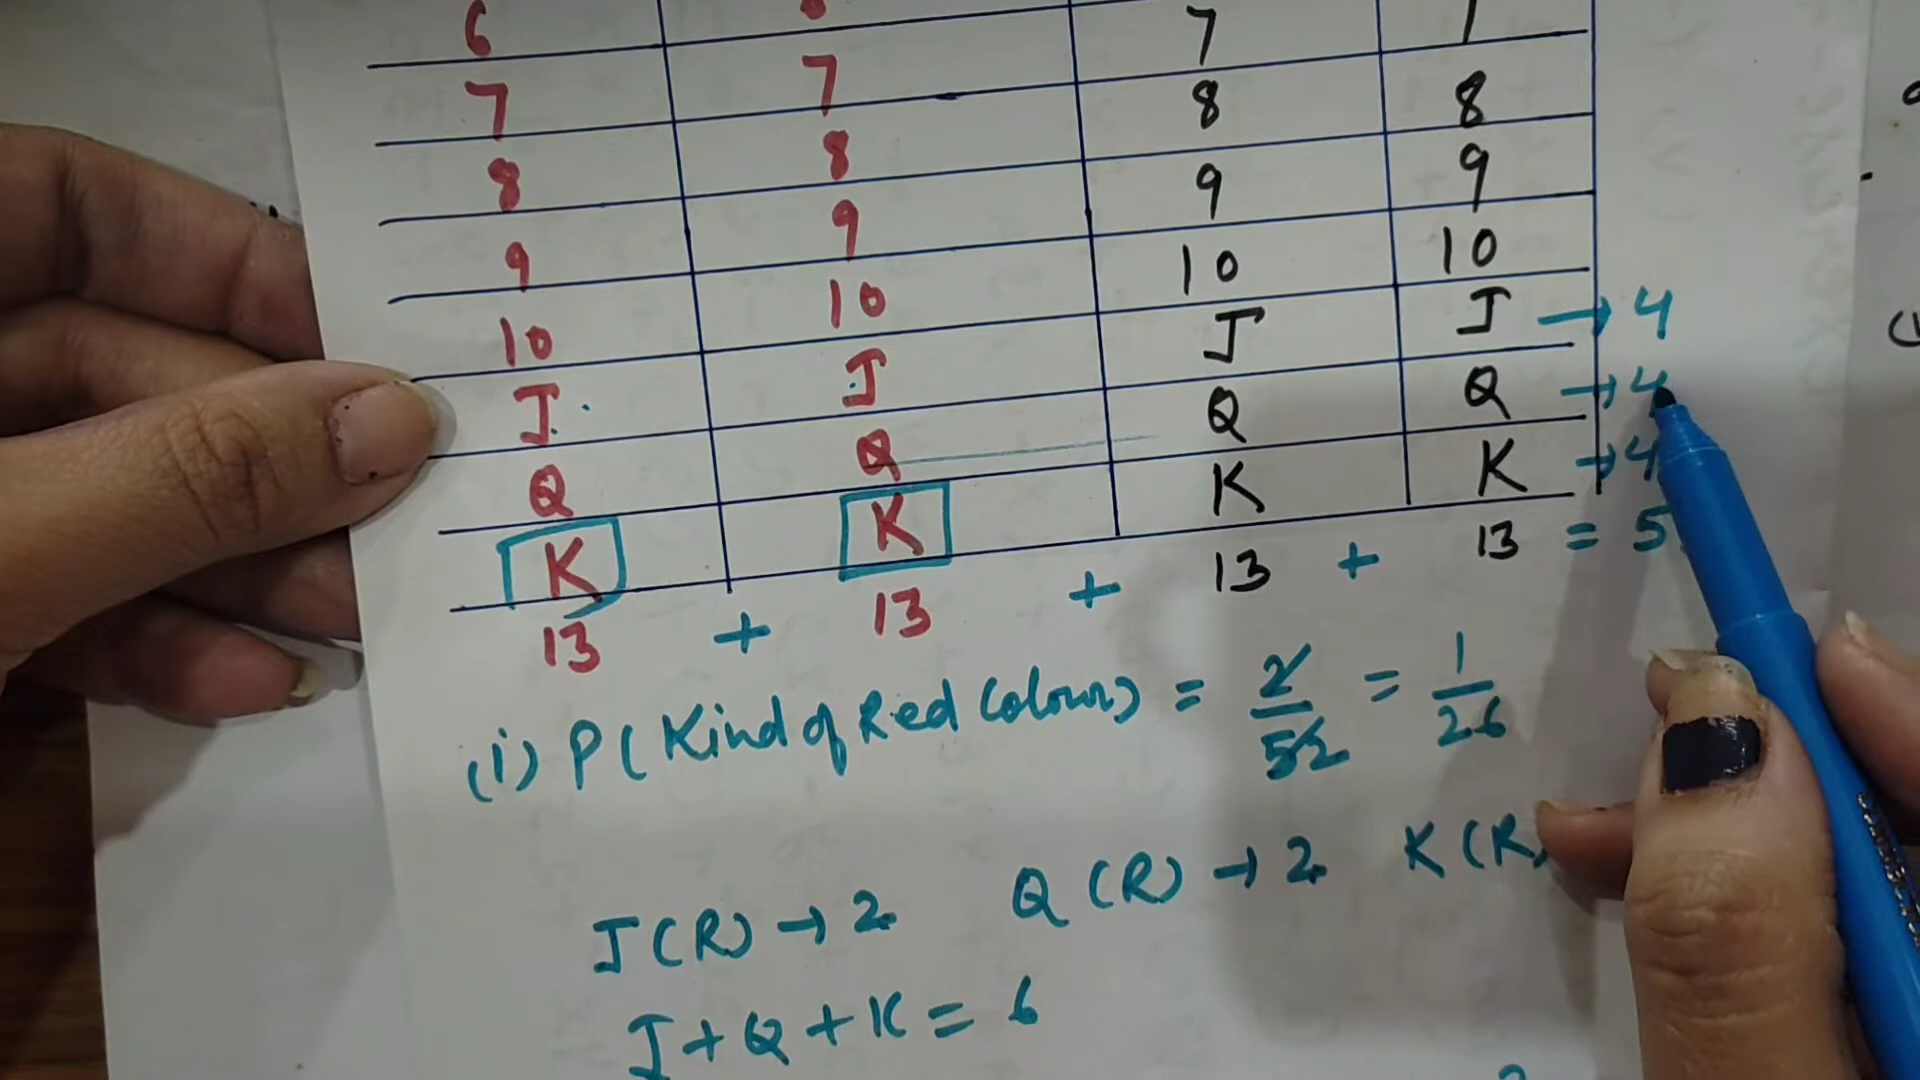 6 7
7 7 8 8
8 8 9 9
9 9 10 10
10 10 J J → 4
J J Q Q → 4
Q Q K K → 4
K K
13 + 13 + 13 + 13 = 5
(i) P(Kind of Red Colour) = 2/52 = 1/26
J(R) → 2 Q(R) → 2 K(R)
J+Q+K = 6